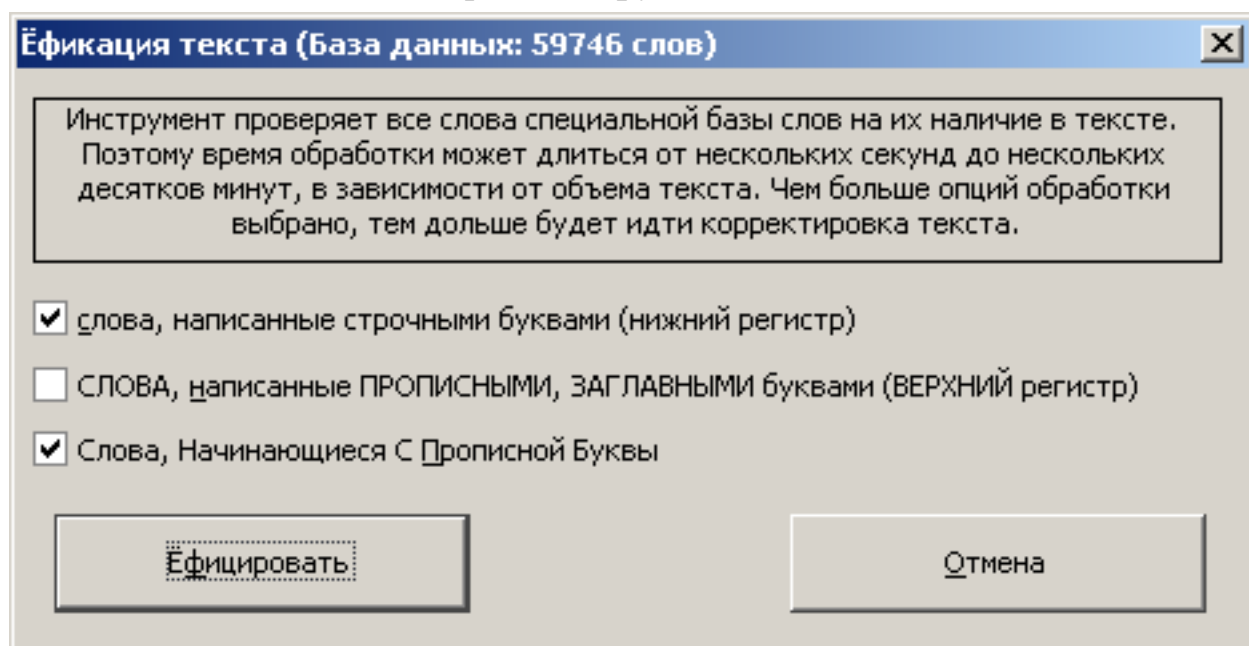 Ёфикация текста (База данных: 59746 слов)
Инструмент проверяет все слова специальной базы слов на их наличие в тексте.
Поэтому время обработки может длиться от нескольких секунд до нескольких
десятков минут, в зависимости от объема текста. Чем больше опций обработки
выбрано, тем дольше будет идти корректировка текста.
слова, написанные строчными буквами (нижний регистр)
СЛОВА, написанные ПРОПИСНЫМИ, ЗАГЛАВНЫМИ буквами (ВЕРХНИЙ регистр)
Слова, Начинающиеся С Прописной Буквы
Ёфицировать
Отмена